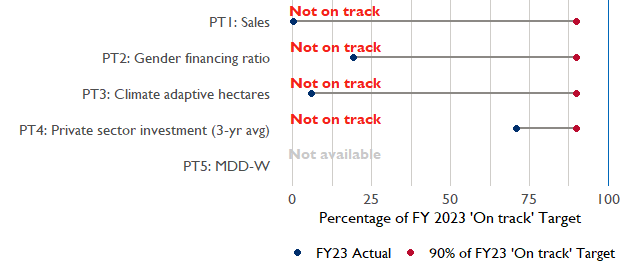 Not on track
PT1: Sales
Not on track
PT2: Gender financing ratio
Not on track
PT3: Climate adaptive hectares
Not on track
PT4: Private sector investment (3-yr avg)
Not available
PT5: MDD-W
0 25 50 75 100
Percentage of FY 2023 'On track' Target
FY23 Actual 90% of FY23 'On track' Target